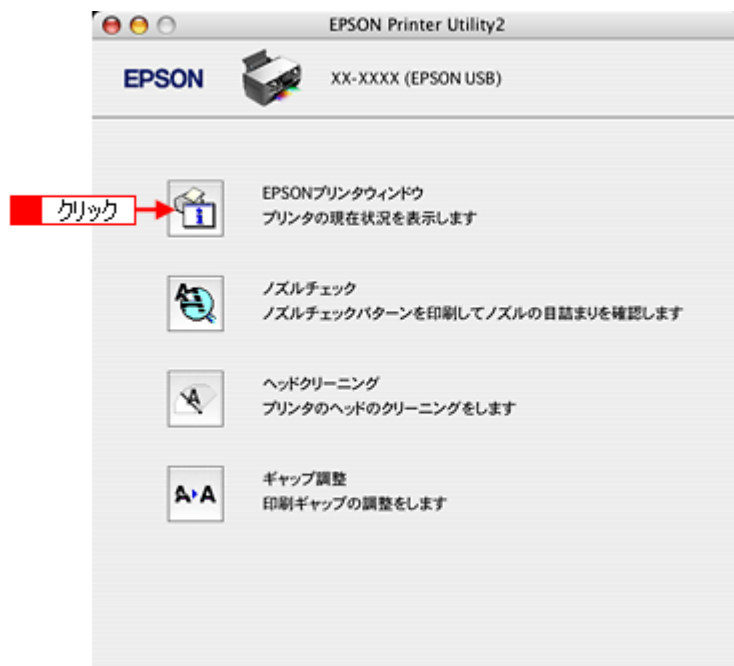 EPSON Printer Utility2
EPSON
XX-XXXX (EPSON USB)
クリック
EPSONプリンタウィンドウ
プリンタの現在状況を表示します
ノズルチェック
ノズルチェックパターンを印刷してノズルの目詰まりを確認します
ヘッドクリーニング
プリンタのヘッドのクリーニングをします
A▸A
ギャップ調整
印刷ギャップの調整をします